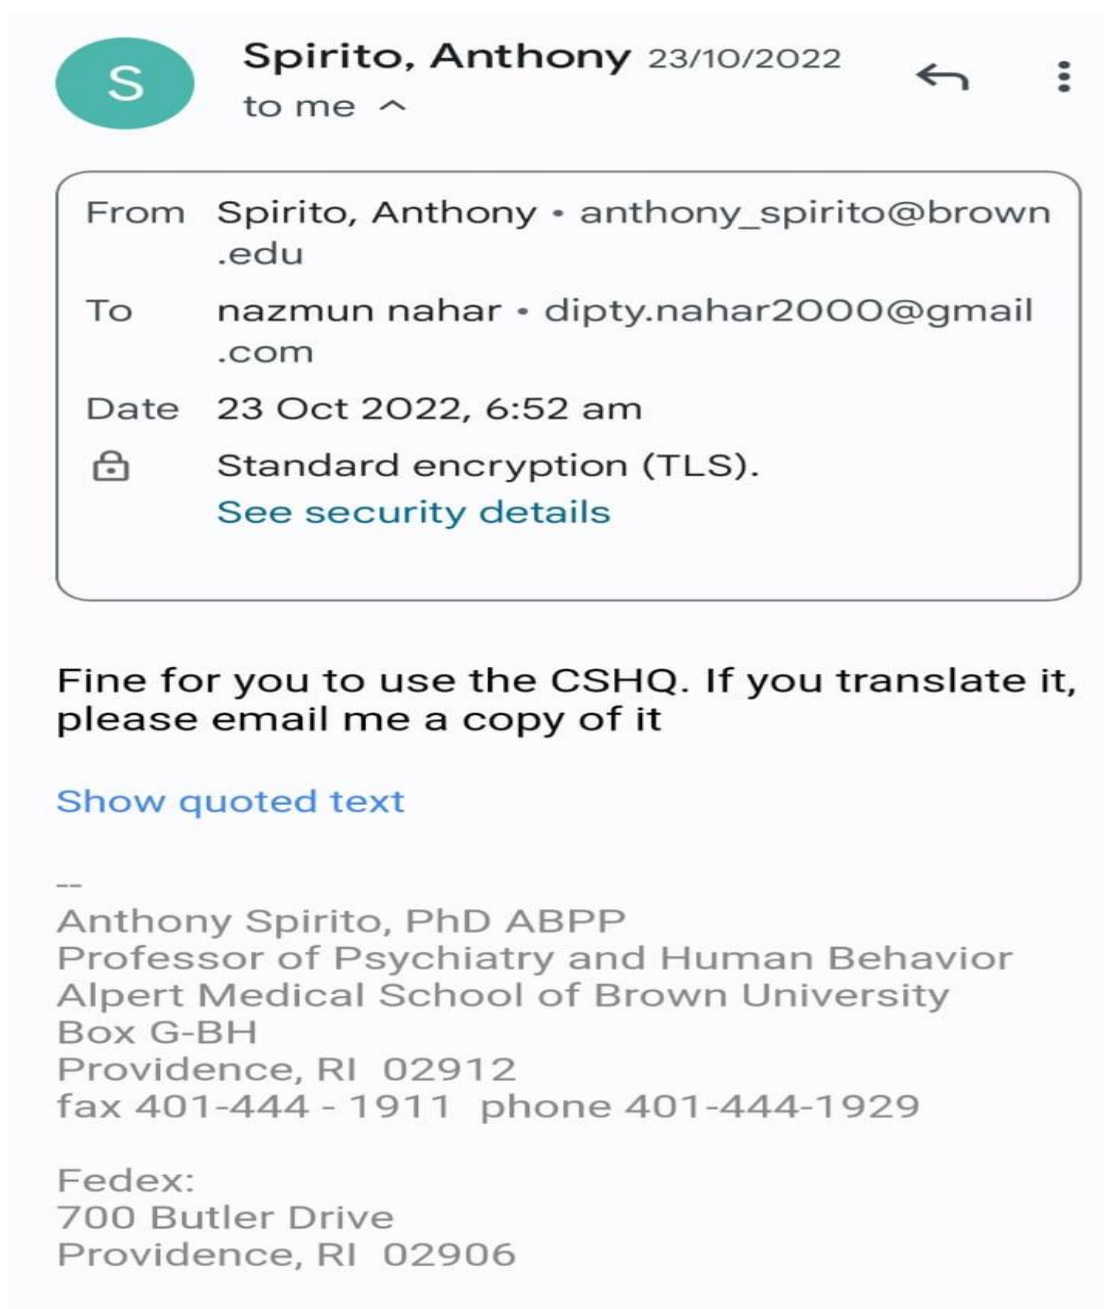 S
Spirito, Anthony 23/10/2022
to me
From Spirito, Anthony • anthony_spirito@brown
.edu
To nazmun nahar • dipty.nahar2000@gmail
.com
Date 23 Oct 2022, 6:52 am
Standard encryption (TLS).
See security details
Fine for you to use the CSHQ. If you translate it,
please email me a copy of it
Show quoted text
--
Anthony Spirito, PhD ABPP
Professor of Psychiatry and Human Behavior
Alpert Medical School of Brown University
Box G-BH
Providence, RI  02912
fax 401-444 - 1911  phone 401-444-1929
Fedex:
700 Butler Drive
Providence, RI  02906